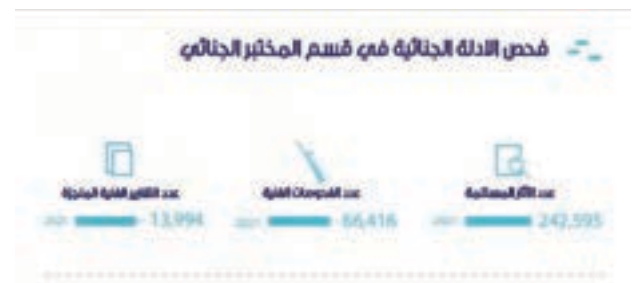 فحص الادلة الجنائية في قسم المختبر الجنائي
عدد الآثار المساهمة
242,595
عدد الفحوصات الفنية
66,416
عدد التقارير الفنية المنجزة
13,994